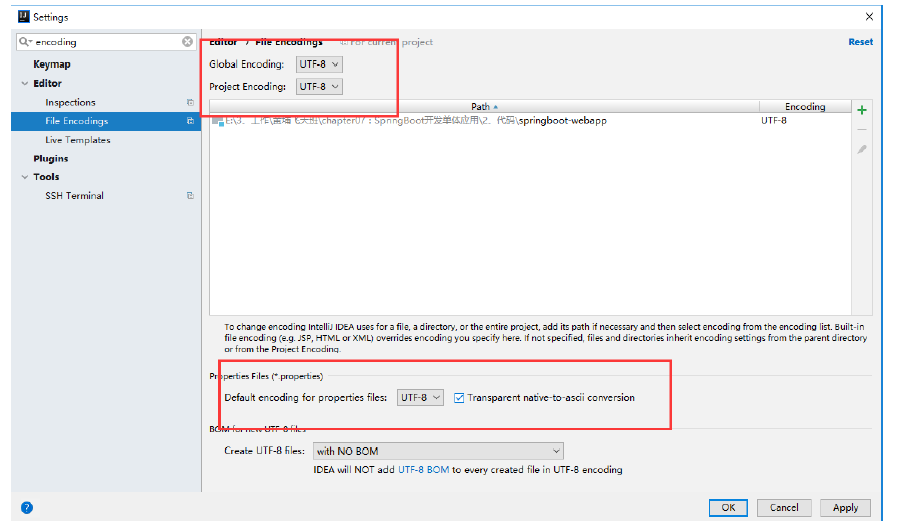 Settings
encoding
Editor › File Encodings For current project
Reset
Keymap
Editor
Inspections
File Encodings
Live Templates
Plugins
Tools
SSH Terminal
Global Encoding: UTF-8
Project Encoding: UTF-8
Path Encoding
E:\3、工作\ 飞天班\chapter07：SpringBoot开发单体应用\2、代码\springboot-webapp UTF-8
To change encoding IntelliJ IDEA uses for a file, a directory, or the entire project, add its path if necessary and then select encoding from the encoding list. Built-in
file encoding (e.g. JSP, HTML or XML) overrides encoding you specify here. If not specified, files and directories inherit encoding settings from the parent directory
or from the Project Encoding.
Properties Files (*.properties)
Default encoding for properties files: UTF-8 Transparent native-to-ascii conversion
BOM for new UTF-8 files
Create UTF-8 files: with NO BOM
IDEA will NOT add UTF-8 BOM to every created file in UTF-8 encoding
?
OK Cancel Apply